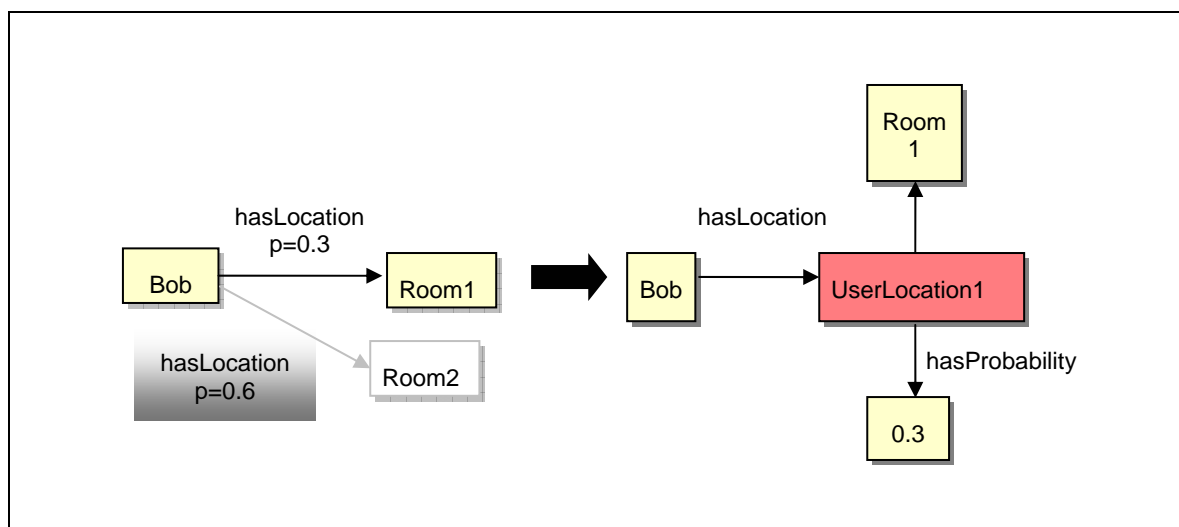 hasLocation
p=0.3
Bob
Room1
hasLocation
p=0.6
Room2
Room
1
hasLocation
Bob
UserLocation1
hasProbability
0.3